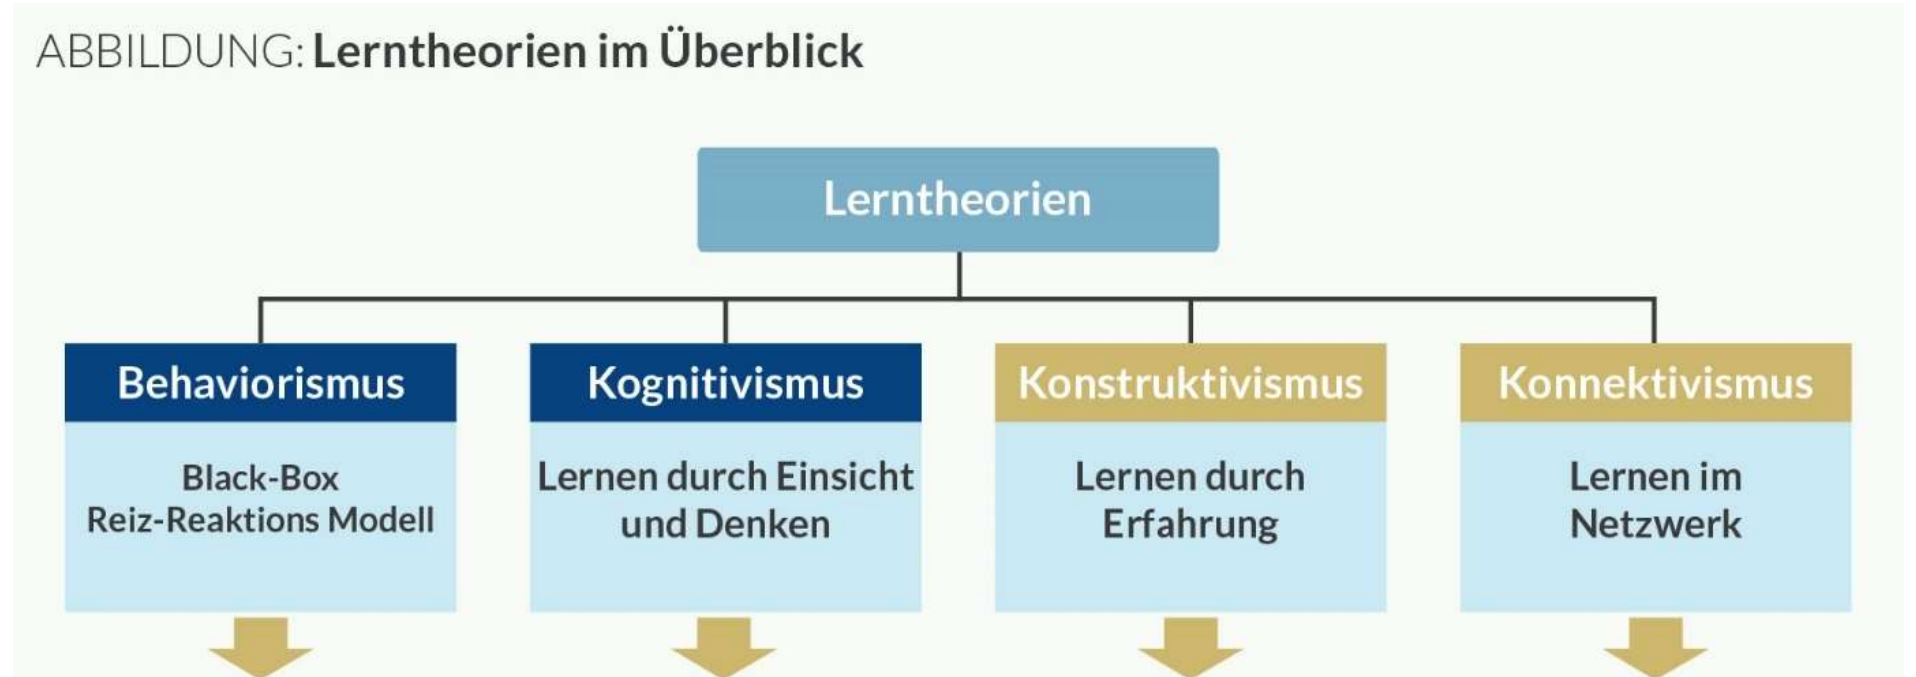 ABBILDUNG: Lerntheorien im Überblick
Lerntheorien
Behaviorismus
Black-Box
Reiz-Reaktions Modell
Kognitivismus
Lernen durch Einsicht
und Denken
Konstruktivismus
Lernen durch
Erfahrung
Konnektivismus
Lernen im
Netzwerk